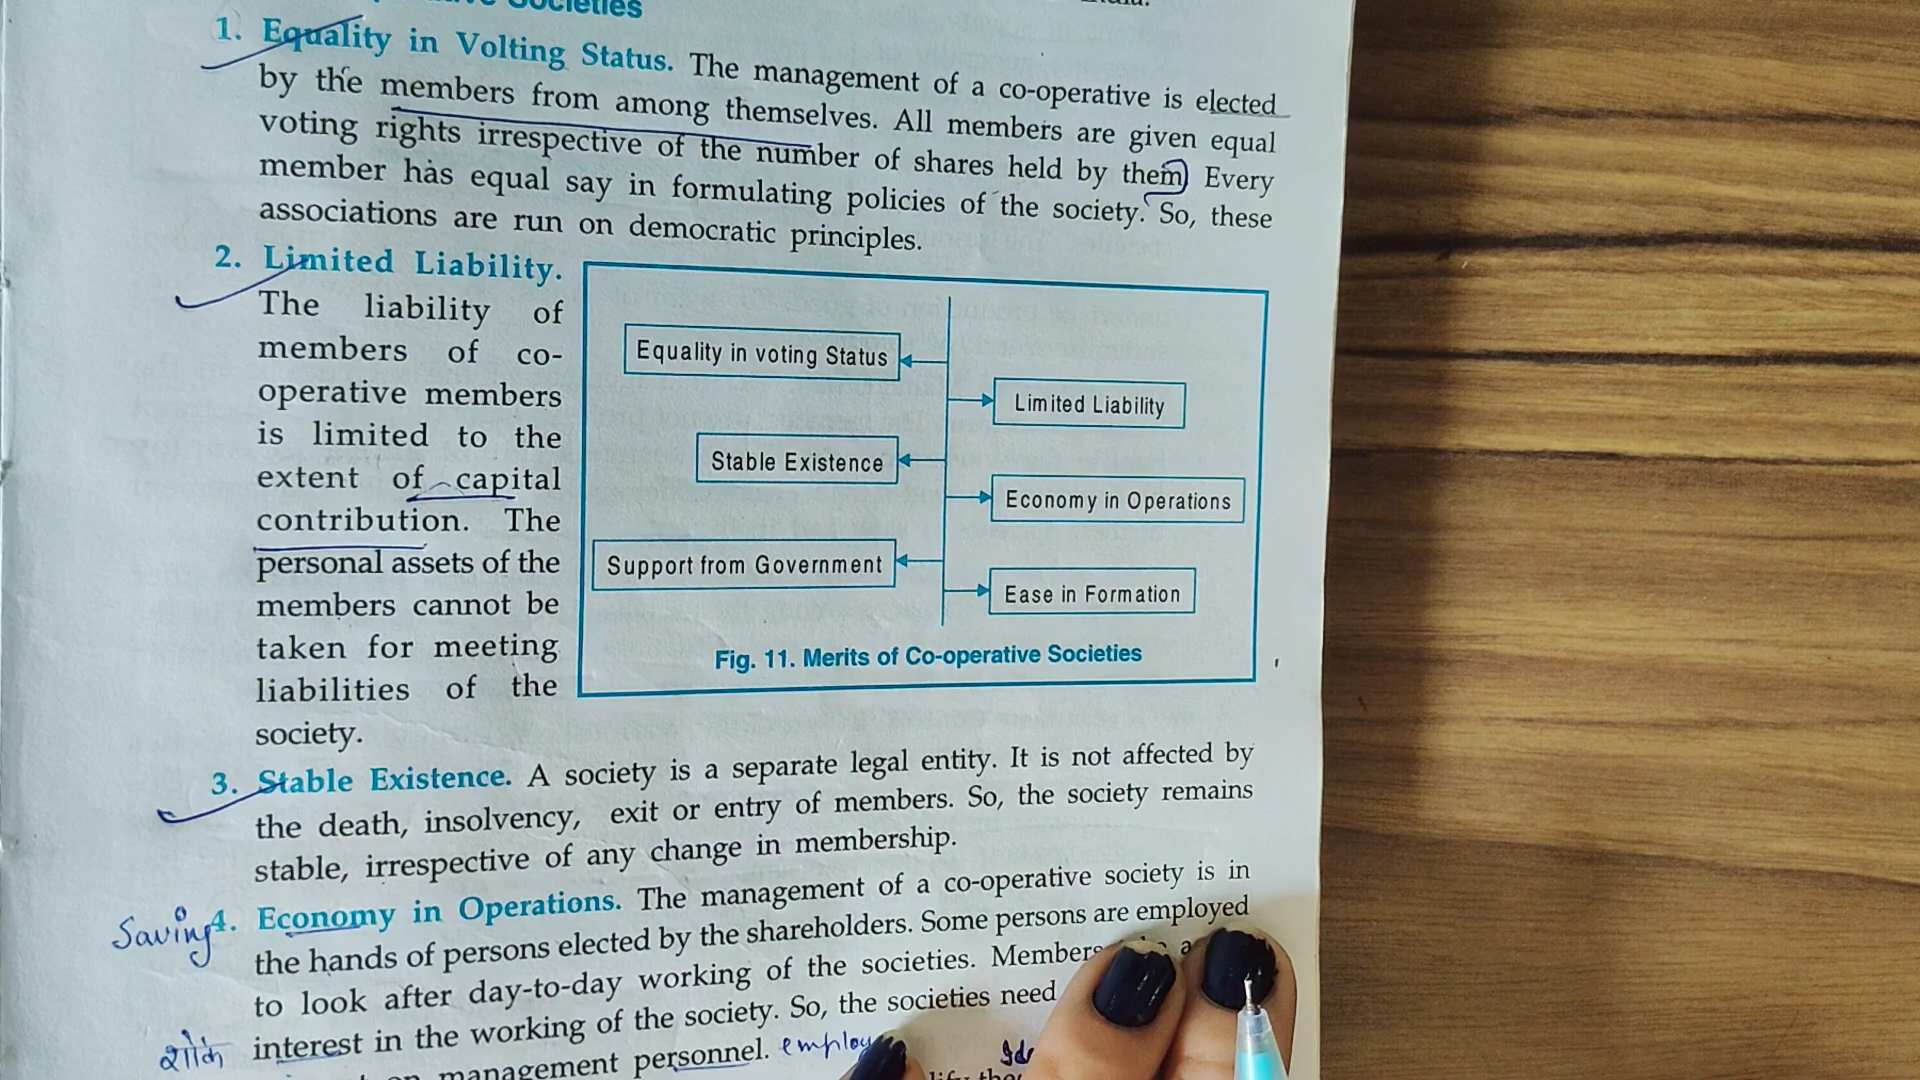 Societies
1. Equality in Volting Status. The management of a co-operative is elected
by the members from among themselves. All members are given equal
voting rights irrespective of the number of shares held by them Every
member has equal say in formulating policies of the society. So, these
associations are run on democratic principles.
2. Limited Liability.
The liability of
members of co-
operative members
is limited to the
extent of capital
contribution. The
personal assets of the
members cannot be
taken for meeting
liabilities of the
society.
Equality in voting Status
Limited Liability
Stable Existence
Economy in Operations
Support from Government
Ease in Formation
Fig. 11. Merits of Co-operative Societies
3. Stable Existence. A society is a separate legal entity. It is not affected by
the death, insolvency, exit or entry of members. So, the society remains
stable, irrespective of any change in membership.
Saving 4. Economy in Operations. The management of a co-operative society is in
the hands of persons elected by the shareholders. Some persons are employed
to look after day-to-day working of the societies. Members
interest in the working of the society. So, the societies need
management personnel.